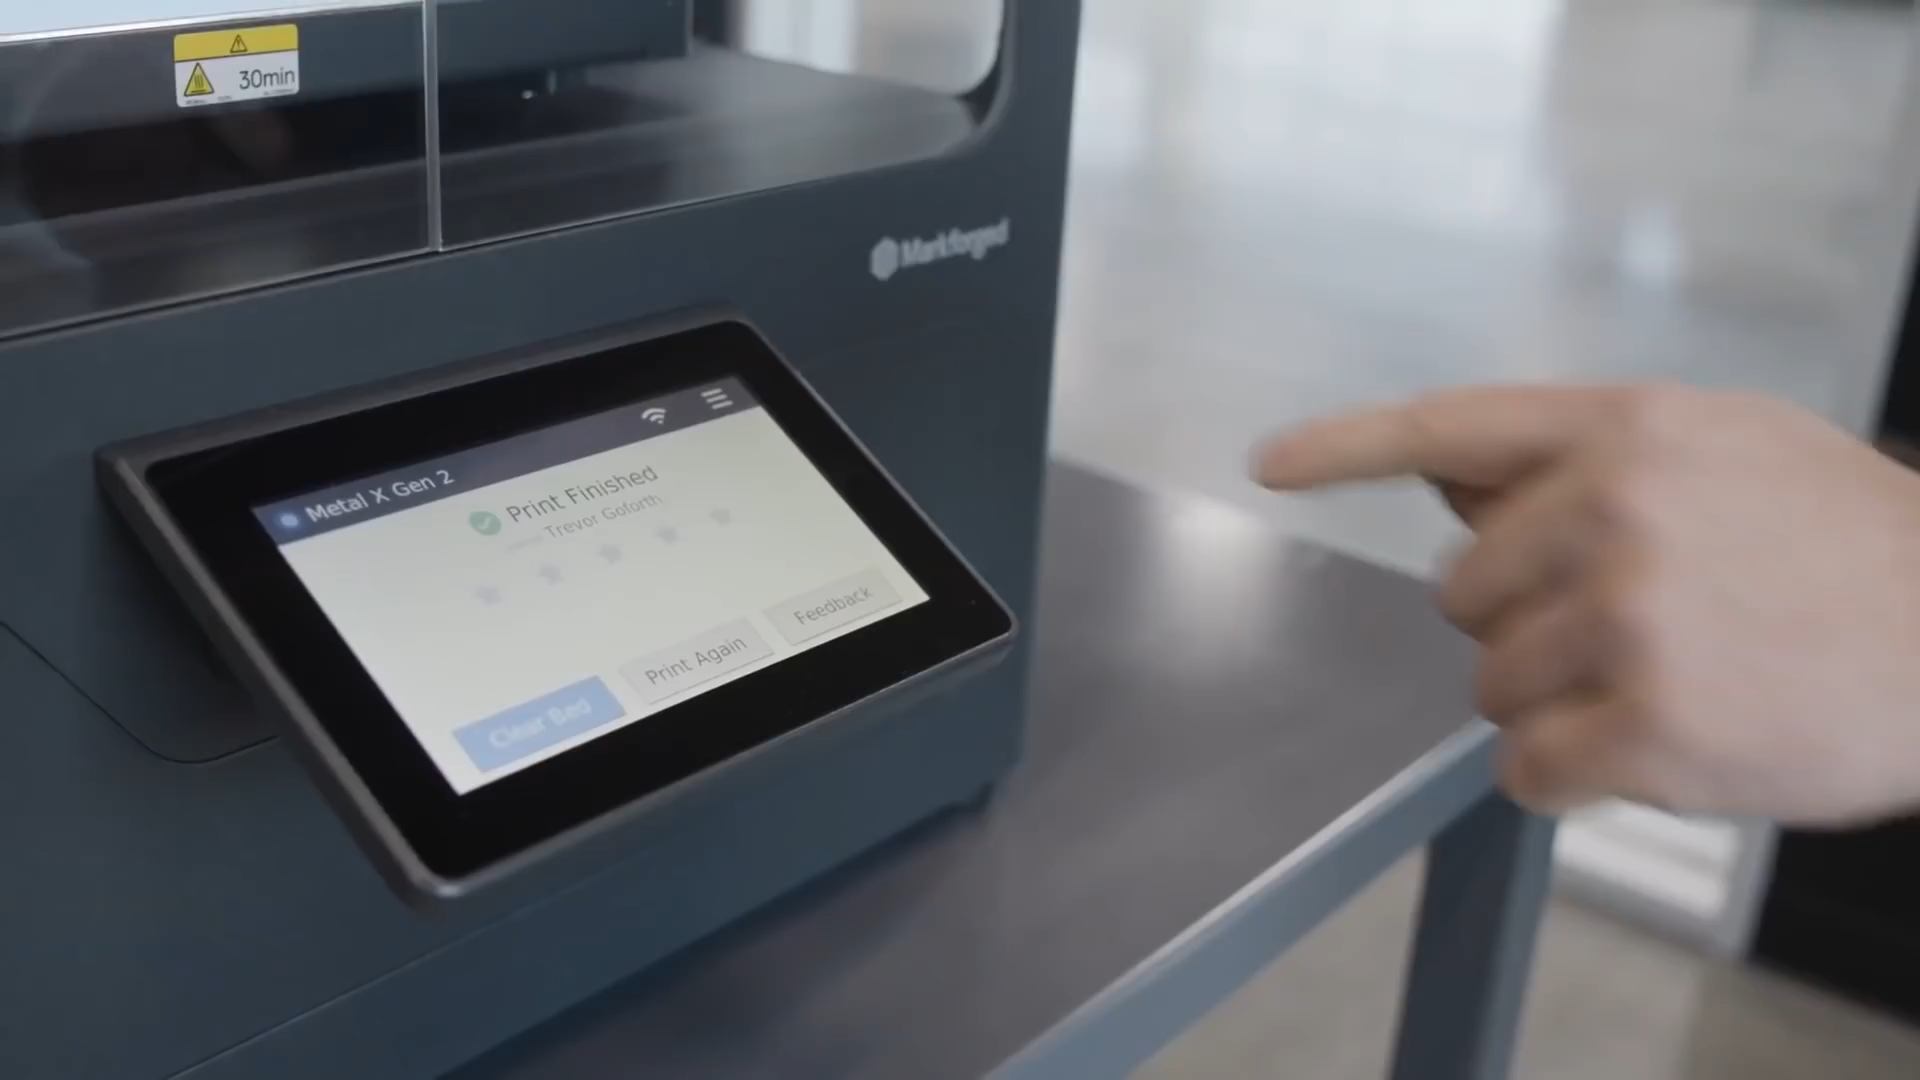 30min
Markforged
Metal X Gen 2
Print Finished
Trevor Goforth
Clear Bed
Print Again
Feedback